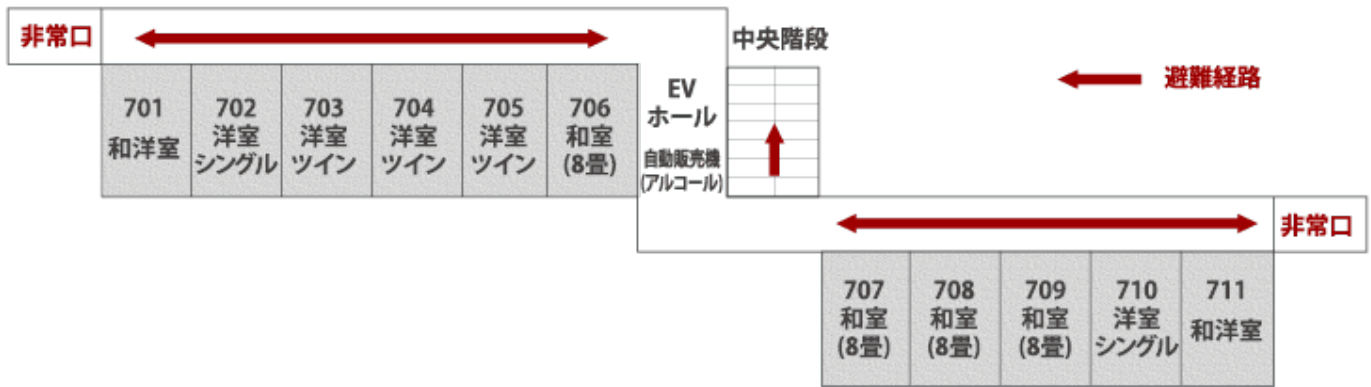 非常口
中央階段
避難経路
701
和洋室
702
洋室
シングル
703
洋室
ツイン
704
洋室
ツイン
705
洋室
ツイン
706
和室
(8畳)
EV
ホール
自動販売機
(アルコール)
非常口
707
和室
(8畳)
708
和室
(8畳)
709
和室
(8畳)
710
洋室
シングル
711
和洋室